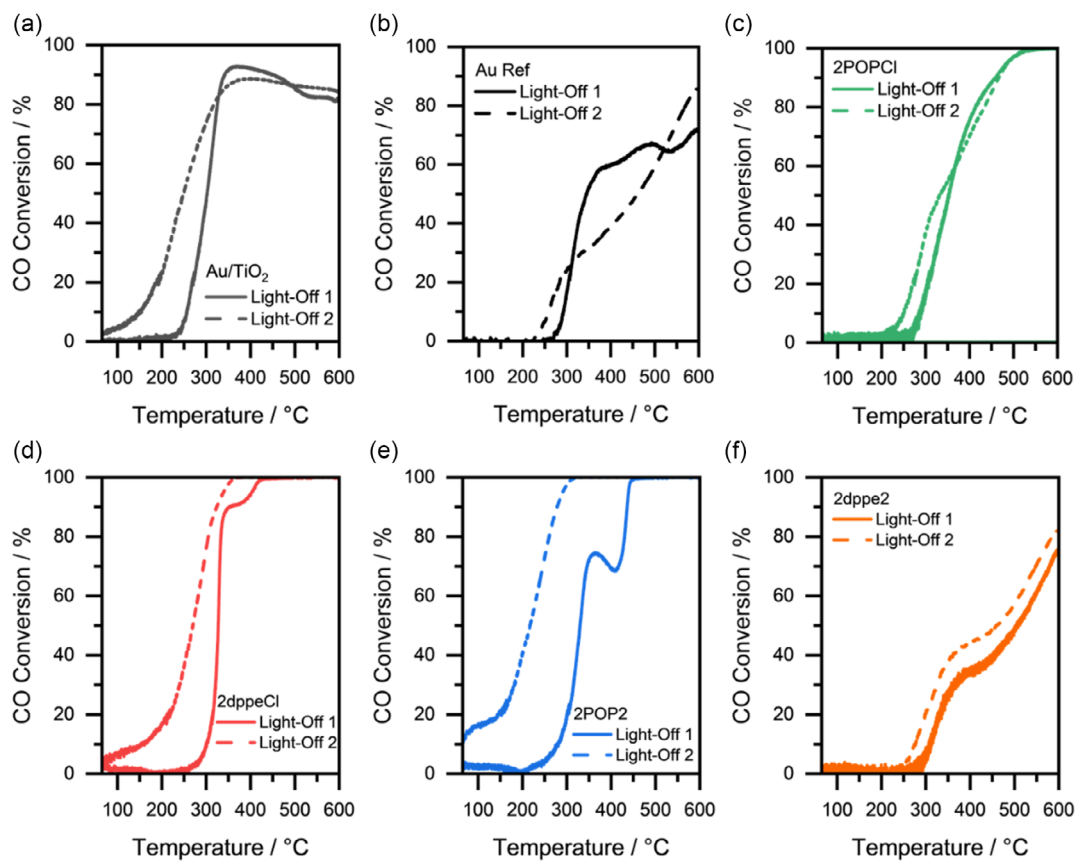 (a)
100
80
60
40
20
0
CO Conversion / %
Au/TiO₂
Light-Off 1
Light-Off 2
100 200 300 400 500 600
Temperature / °C
(b)
100
80
60
40
20
0
CO Conversion / %
Au Ref
Light-Off 1
Light-Off 2
100 200 300 400 500 600
Temperature / °C
(c)
100
80
60
40
20
0
CO Conversion / %
2POPCl
Light-Off 1
Light-Off 2
100 200 300 400 500 600
Temperature / °C
(d)
100
80
60
40
20
0
CO Conversion / %
2dppeCl
Light-Off 1
Light-Off 2
100 200 300 400 500 600
Temperature / °C
(e)
100
80
60
40
20
0
CO Conversion / %
2POP2
Light-Off 1
Light-Off 2
100 200 300 400 500 600
Temperature / °C
(f)
100
80
60
40
20
0
CO Conversion / %
2dppe2
Light-Off 1
Light-Off 2
100 200 300 400 500 600
Temperature / °C